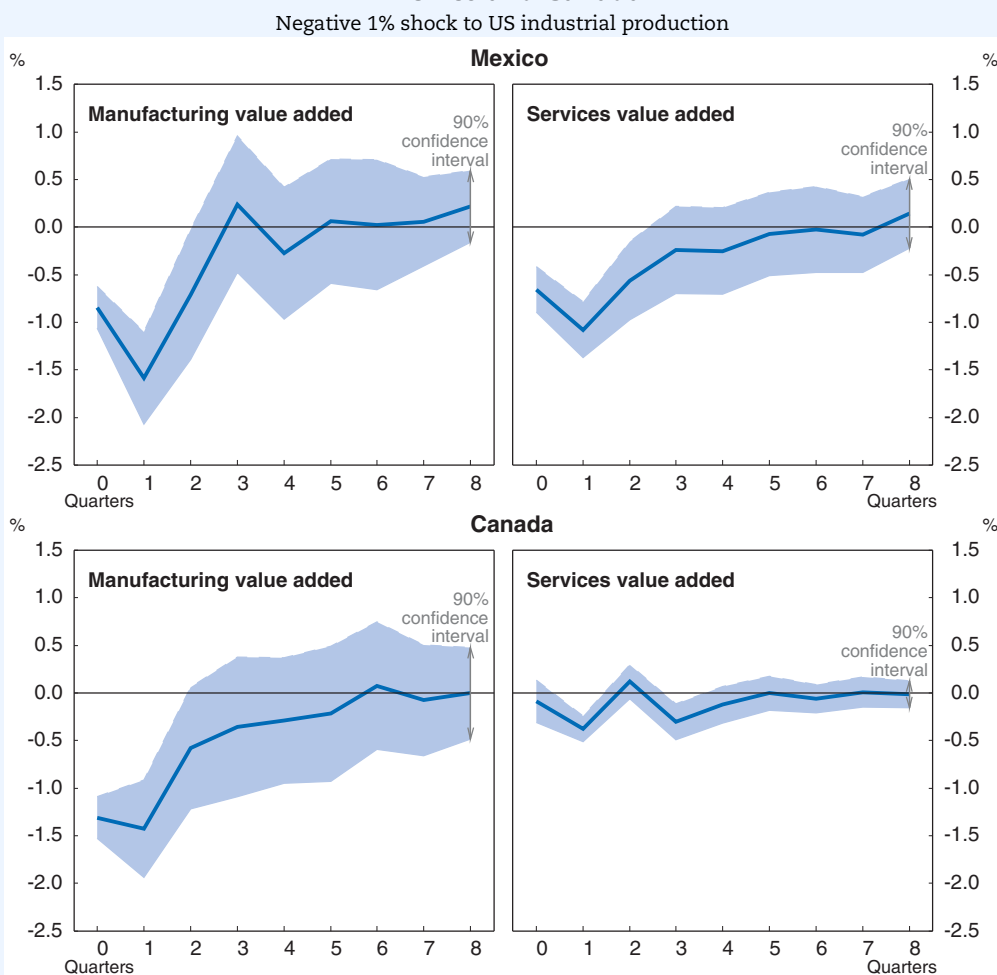 Negative 1% shock to US industrial production
Mexico
% %
1.5 1.5
Manufacturing value added Services value added
90% 90%
confidence confidence
interval interval
1.0 1.0
0.5 0.5
0.0 0.0
-0.5 -0.5
-1.0 -1.0
-1.5 -1.5
-2.0 -2.0
-2.5 -2.5
0 1 2 3 4 5 6 7 8 0 1 2 3 4 5 6 7 8
Quarters Quarters
Canada
% %
1.5 1.5
Manufacturing value added Services value added
1.0 1.0
90% 90%
confidence confidence
interval interval
0.5 0.5
0.0 0.0
-0.5 -0.5
-1.0 -1.0
-1.5 -1.5
-2.0 -2.0
-2.5 -2.5
0 1 2 3 4 5 6 7 8 0 1 2 3 4 5 6 7 8
Quarters Quarters